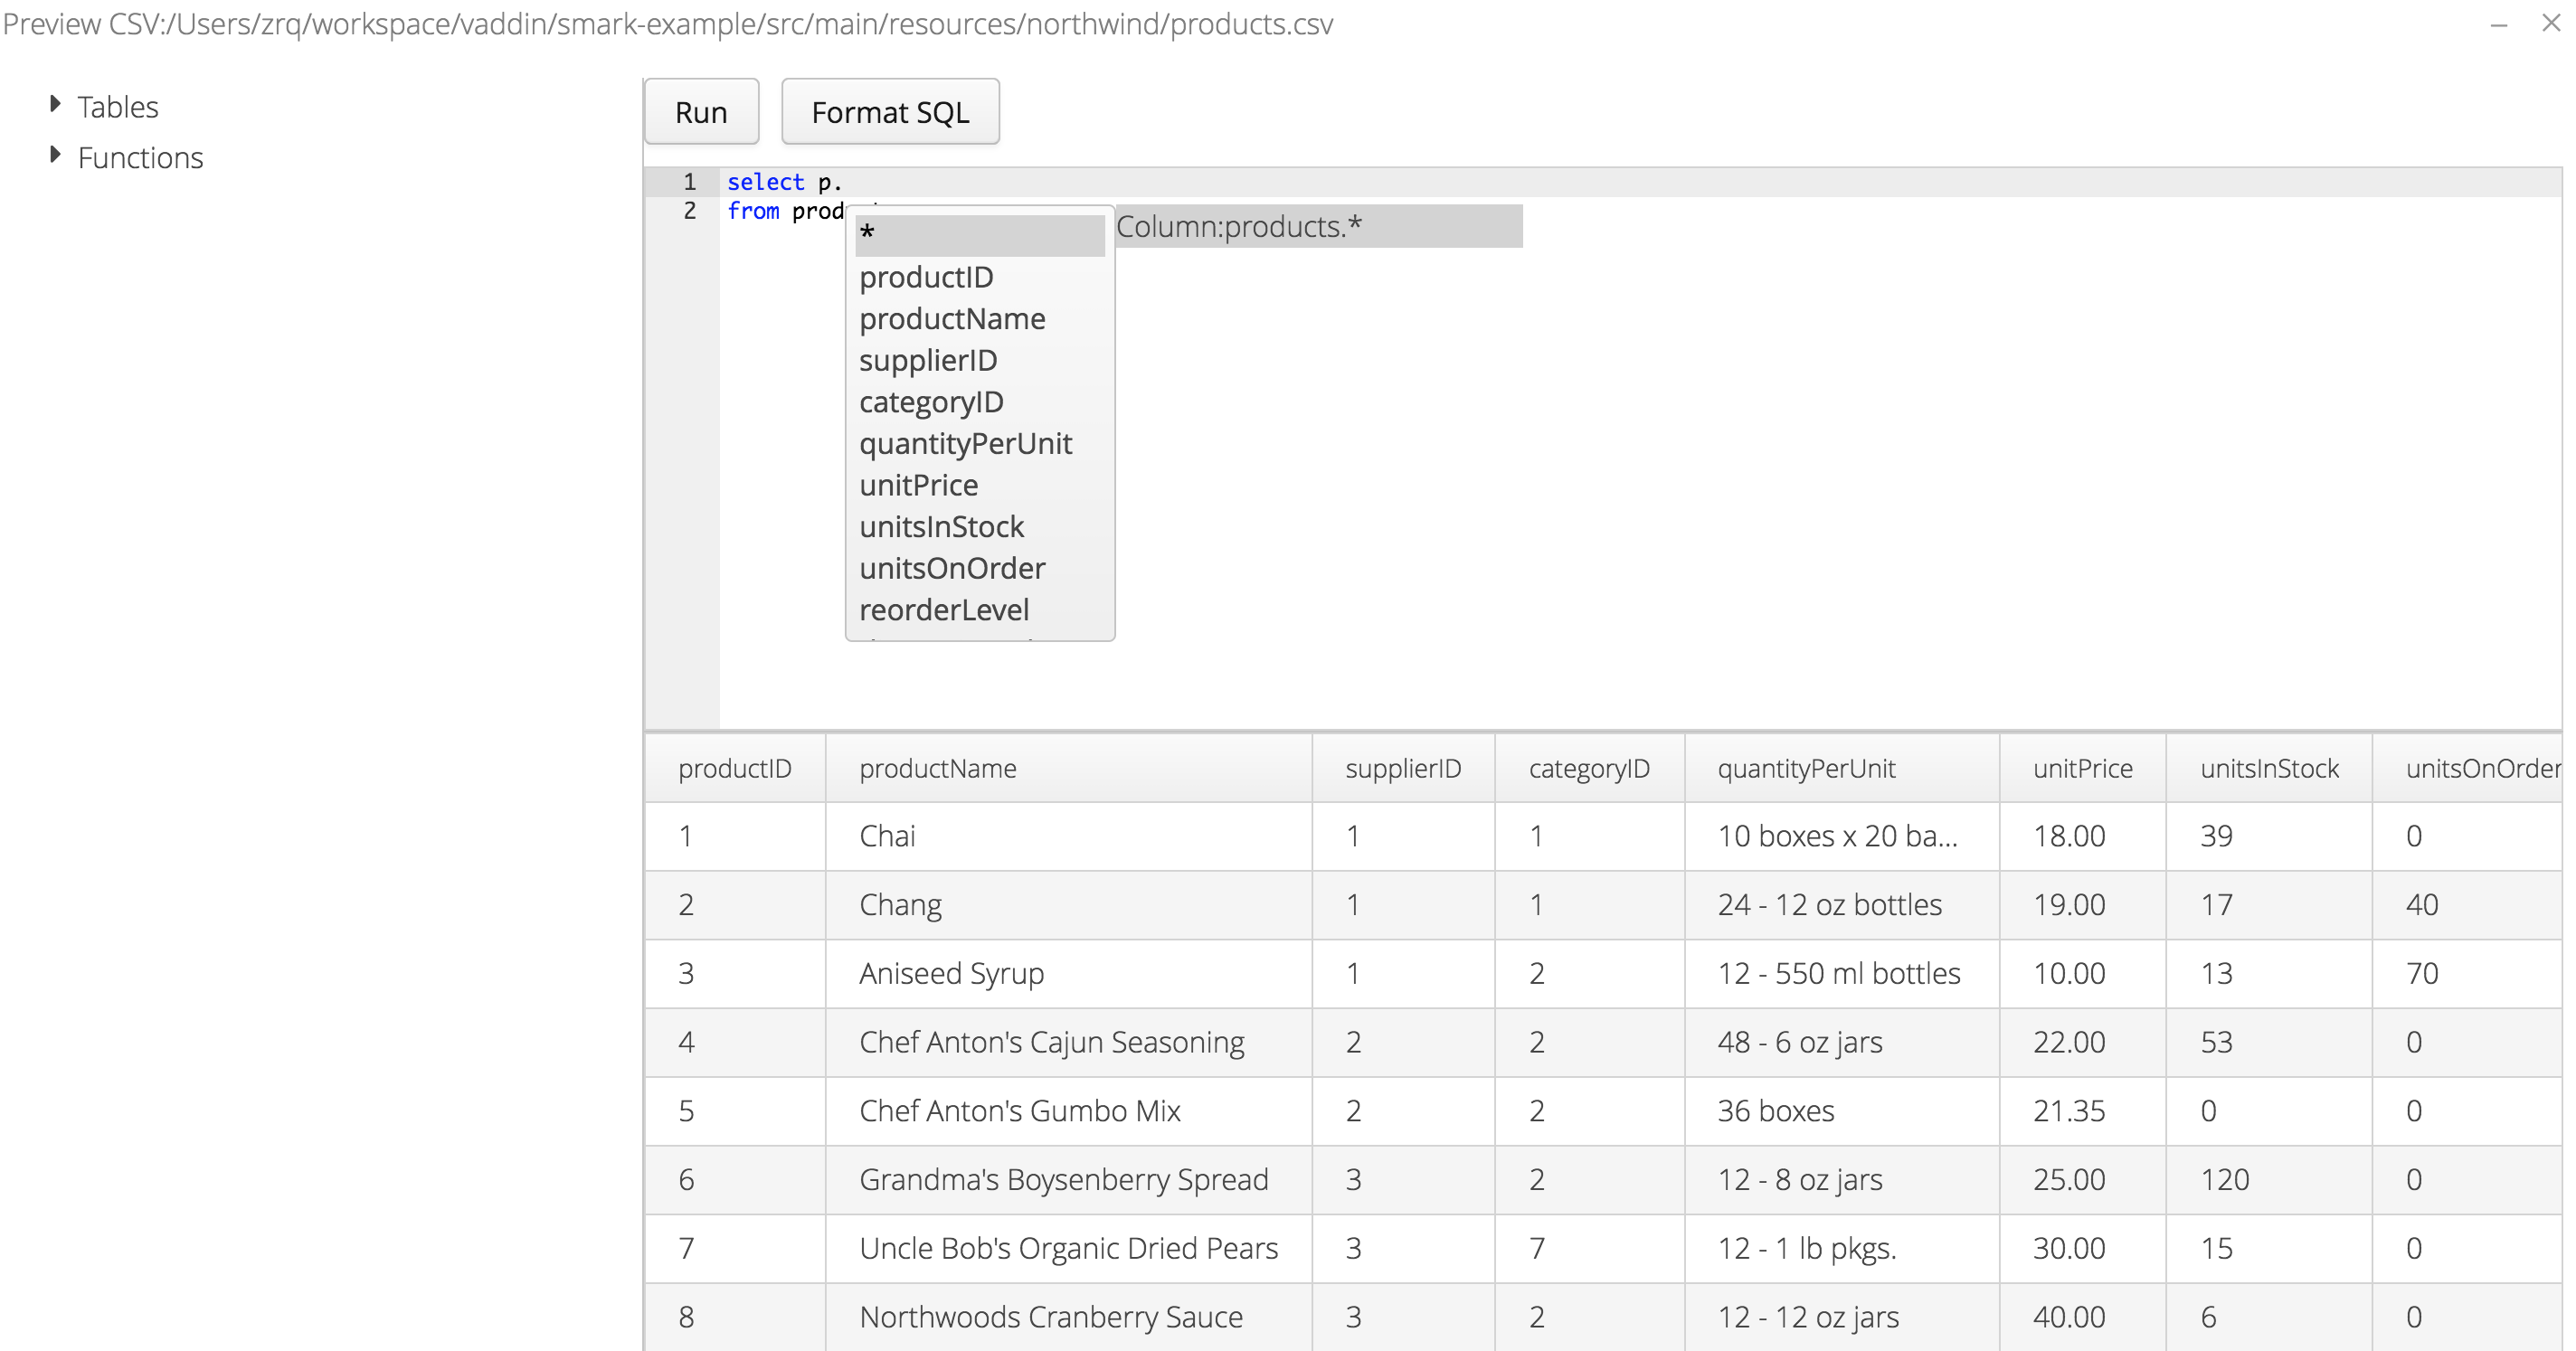 Preview CSV:/Users/zrq/workspace/vaddin/smark-example/src/main/resources/northwind/products.csv
Tables
Functions
Run Format SQL
1 select p.
2 from
* Column:products.*
productID
productName
supplierID
categoryID
quantityPerUnit
unitPrice
unitsInStock
unitsOnOrder
reorderLevel
productID productName supplierID categoryID quantityPerUnit unitPrice unitsInStock unitsOnOrder
1 Chai 1 1 10 boxes x 20 ba... 18.00 39 0
2 Chang 1 1 24 - 12 oz bottles 19.00 17 40
3 Aniseed Syrup 1 2 12 - 550 ml bottles 10.00 13 70
4 Chef Anton's Cajun Seasoning 2 2 48 - 6 oz jars 22.00 53 0
5 Chef Anton's Gumbo Mix 2 2 36 boxes 21.35 0 0
6 Grandma's Boysenberry Spread 3 2 12 - 8 oz jars 25.00 120 0
7 Uncle Bob's Organic Dried Pears 3 7 12 - 1 lb pkgs. 30.00 15 0
8 Northwoods Cranberry Sauce 3 2 12 - 12 oz jars 40.00 6 0